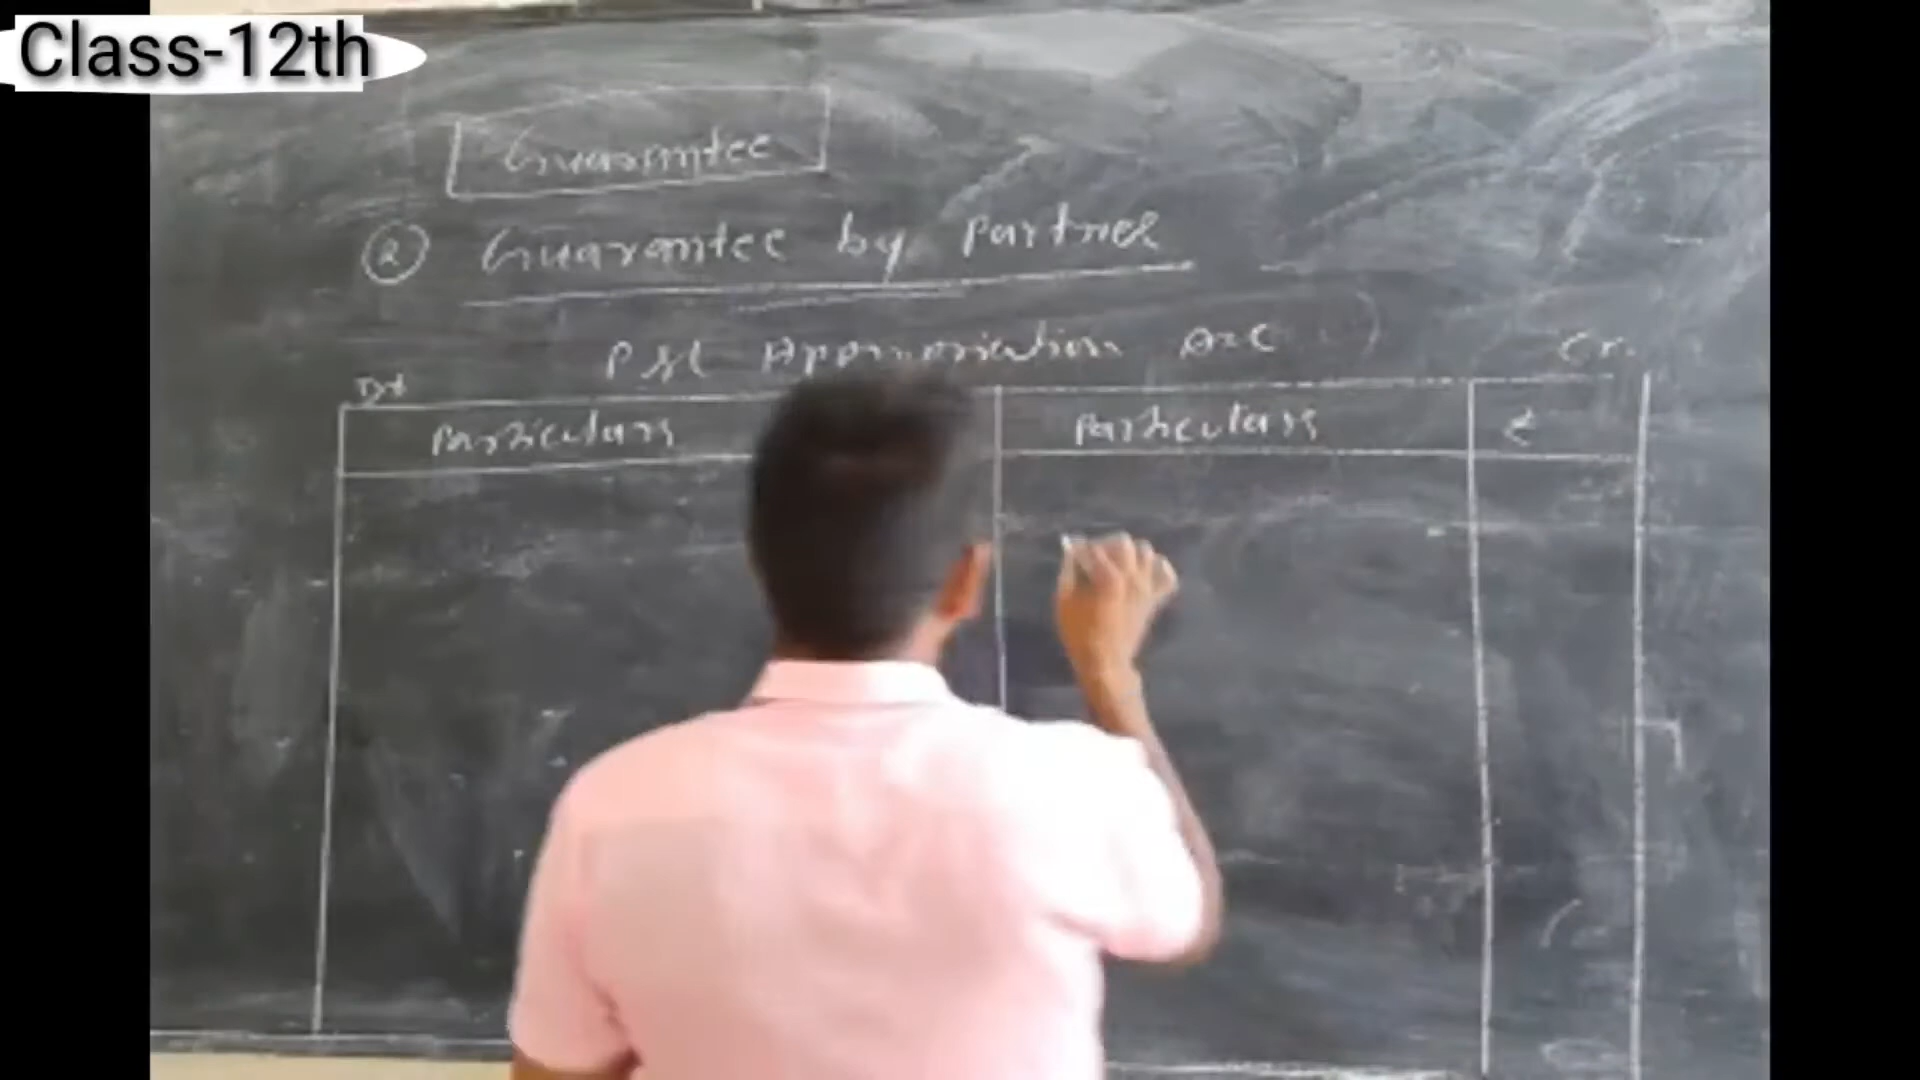 Class-12th
Guarantee
② Guarantee by Partner
P & L Appropriation A/c
Dr Cr.
Particulars Particulars ₹